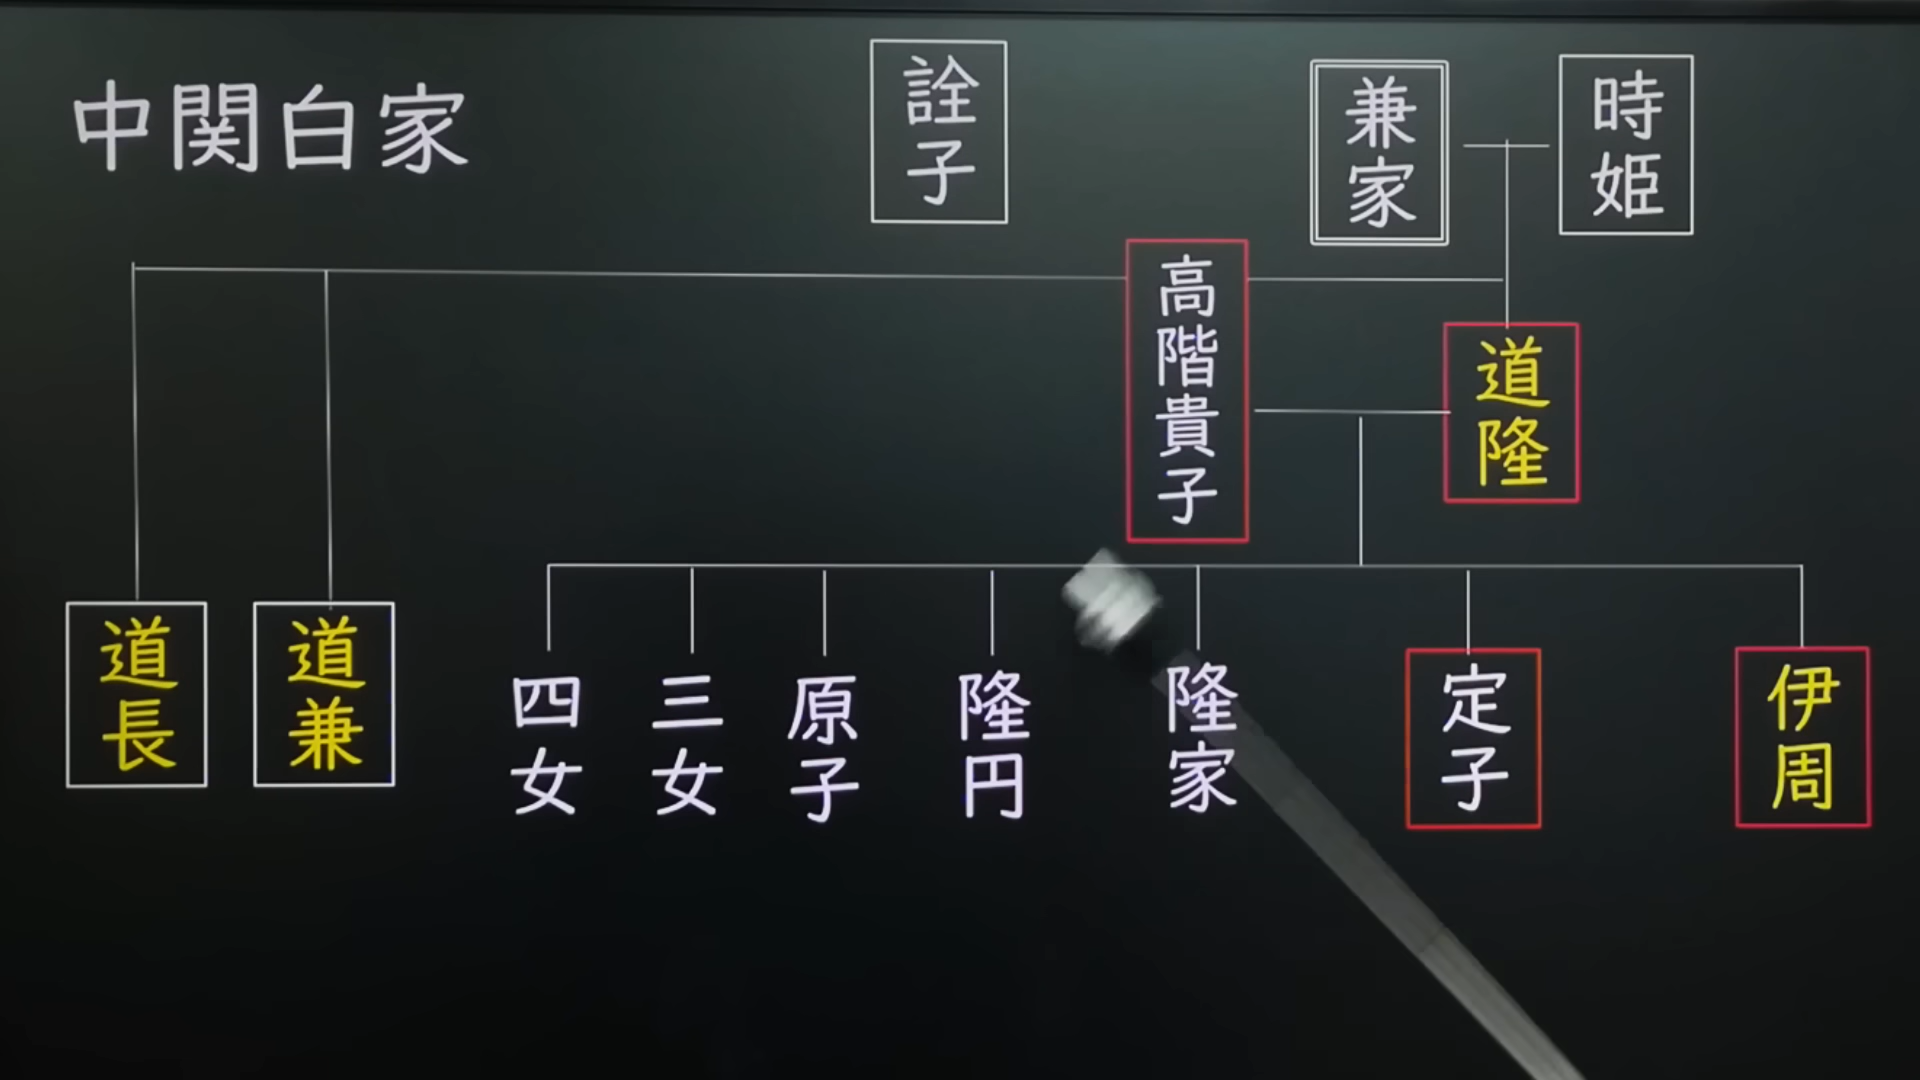 中関白家
詮子
兼家
時姫
高階貴子
道隆
道長
道兼
四女
三女
原子
隆円
隆家
定子
伊周